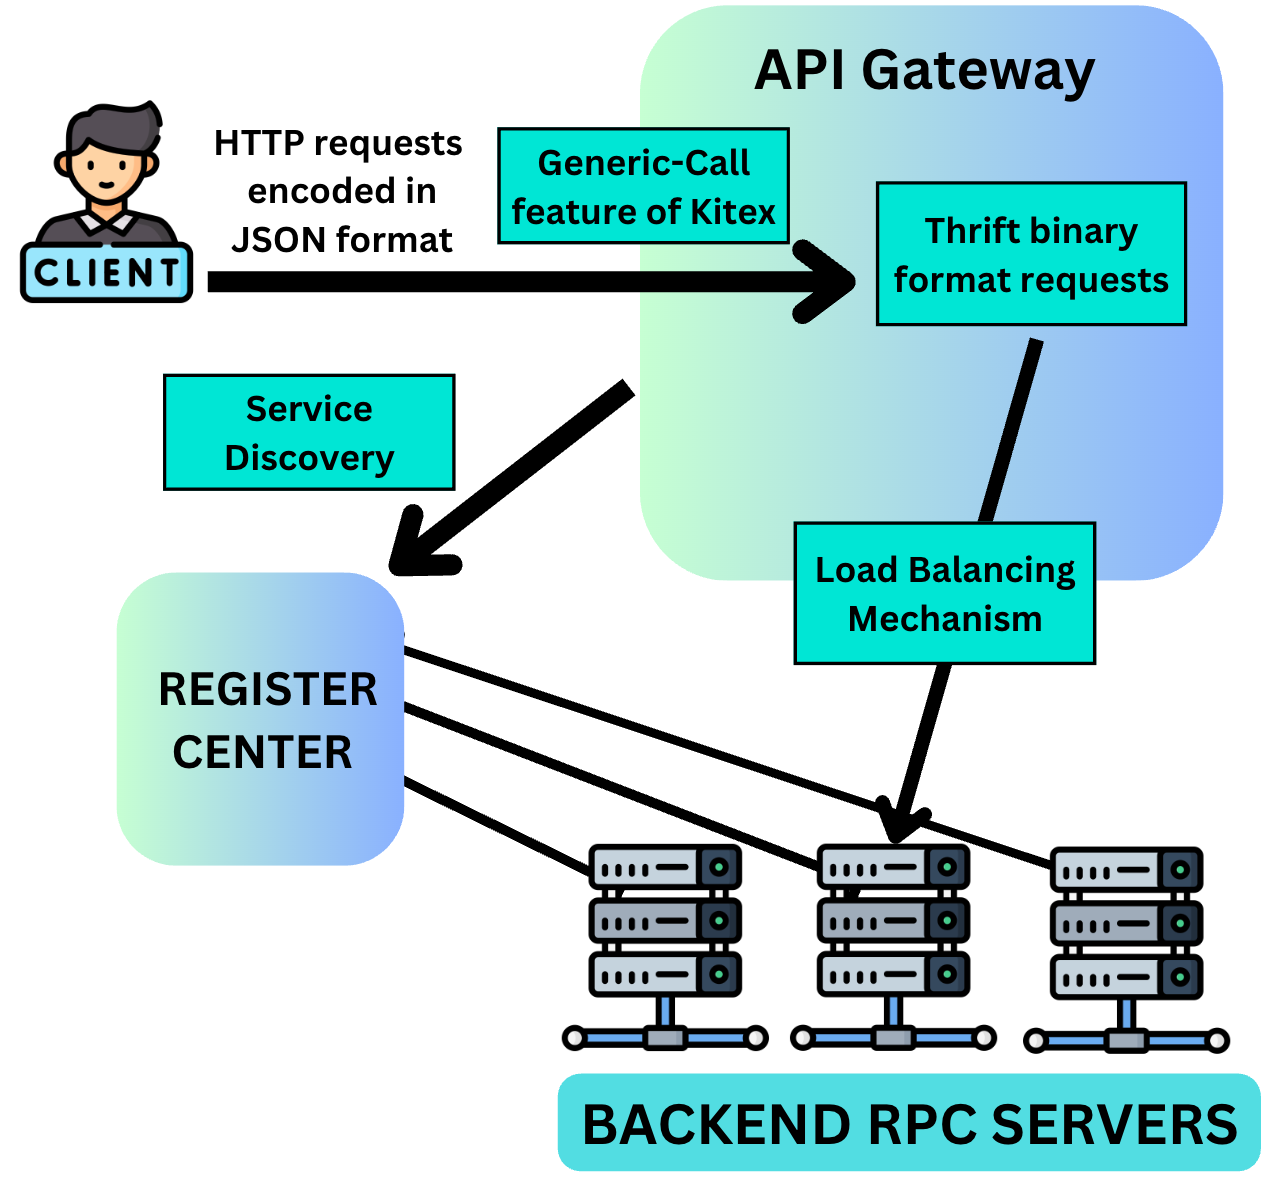 API Gateway
HTTP requests
encoded in
JSON format
Generic-Call
feature of Kitex
Thrift binary
format requests
CLIENT
Service
Discovery
Load Balancing
Mechanism
REGISTER
CENTER
BACKEND RPC SERVERS